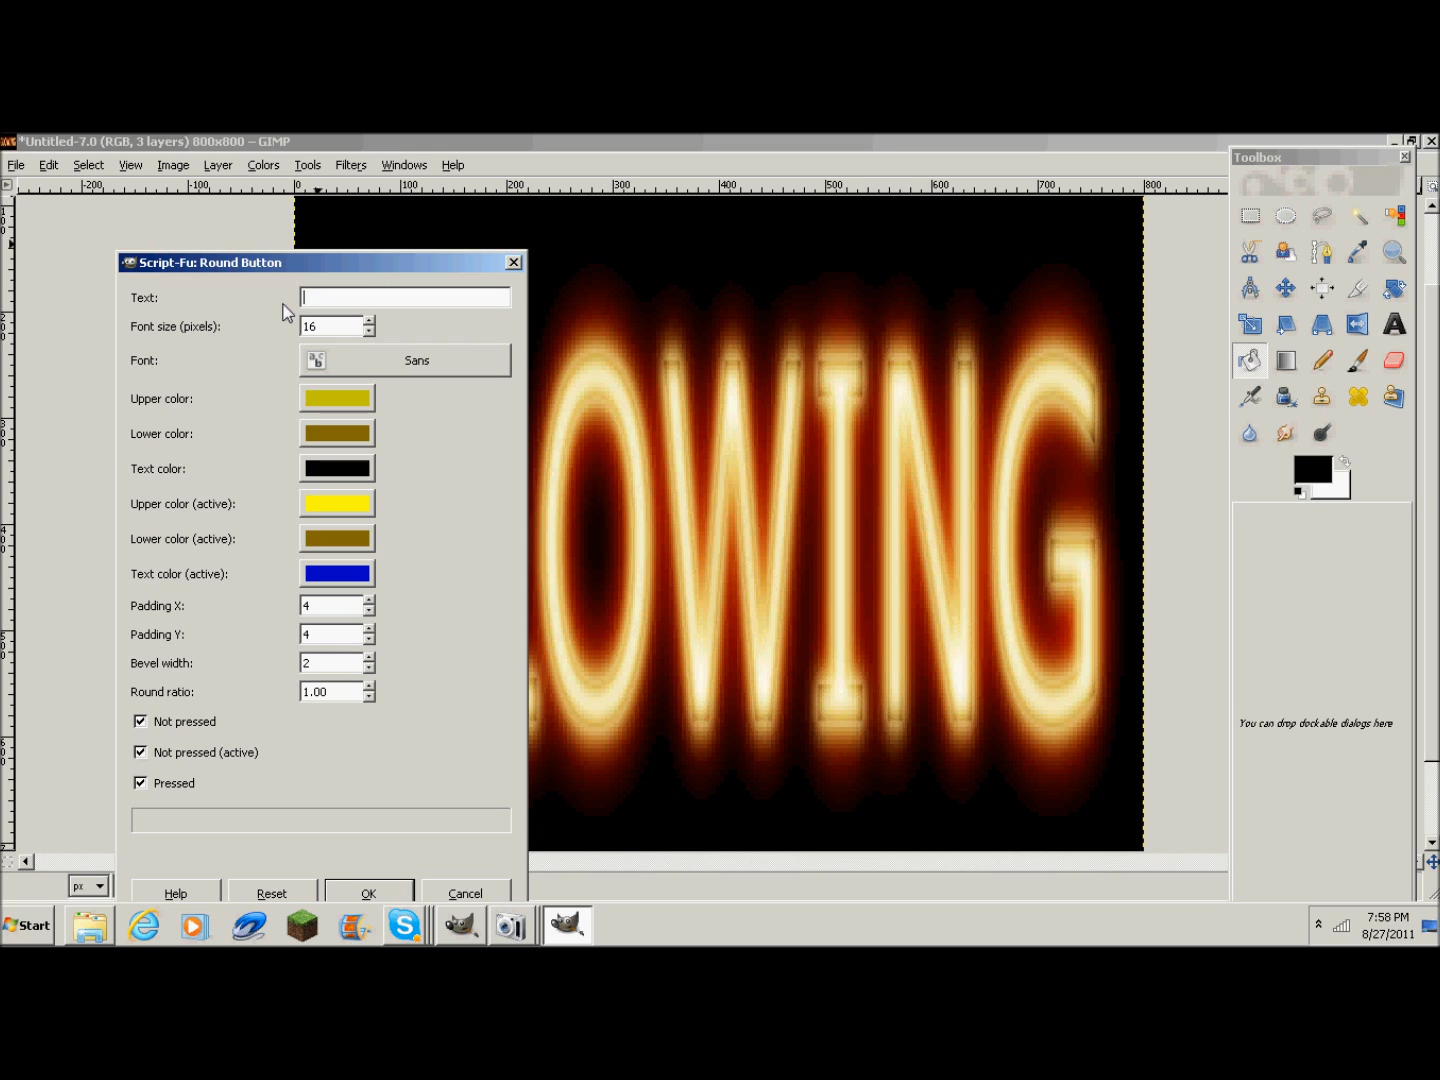 *Untitled-7.0 (RGB, 3 layers) 800x800 – GIMP
File Edit Select View Image Layer Colors Tools Filters Windows Help
Toolbox
-200 -100 0 100 200 300 400 500 600 700 800
Script-Fu: Round Button
Text:
Font size (pixels): 16
Font: Sans
Upper color:
Lower color:
Text color:
Upper color (active):
Lower color (active):
Text color (active):
Padding X: 4
Padding Y: 4
Bevel width: 2
Round ratio: 1.00
Not pressed
Not pressed (active)
Pressed
Help Reset OK Cancel
OWING
You can drop dockable dialogs here
px
Start
7:58 PM
8/27/2011